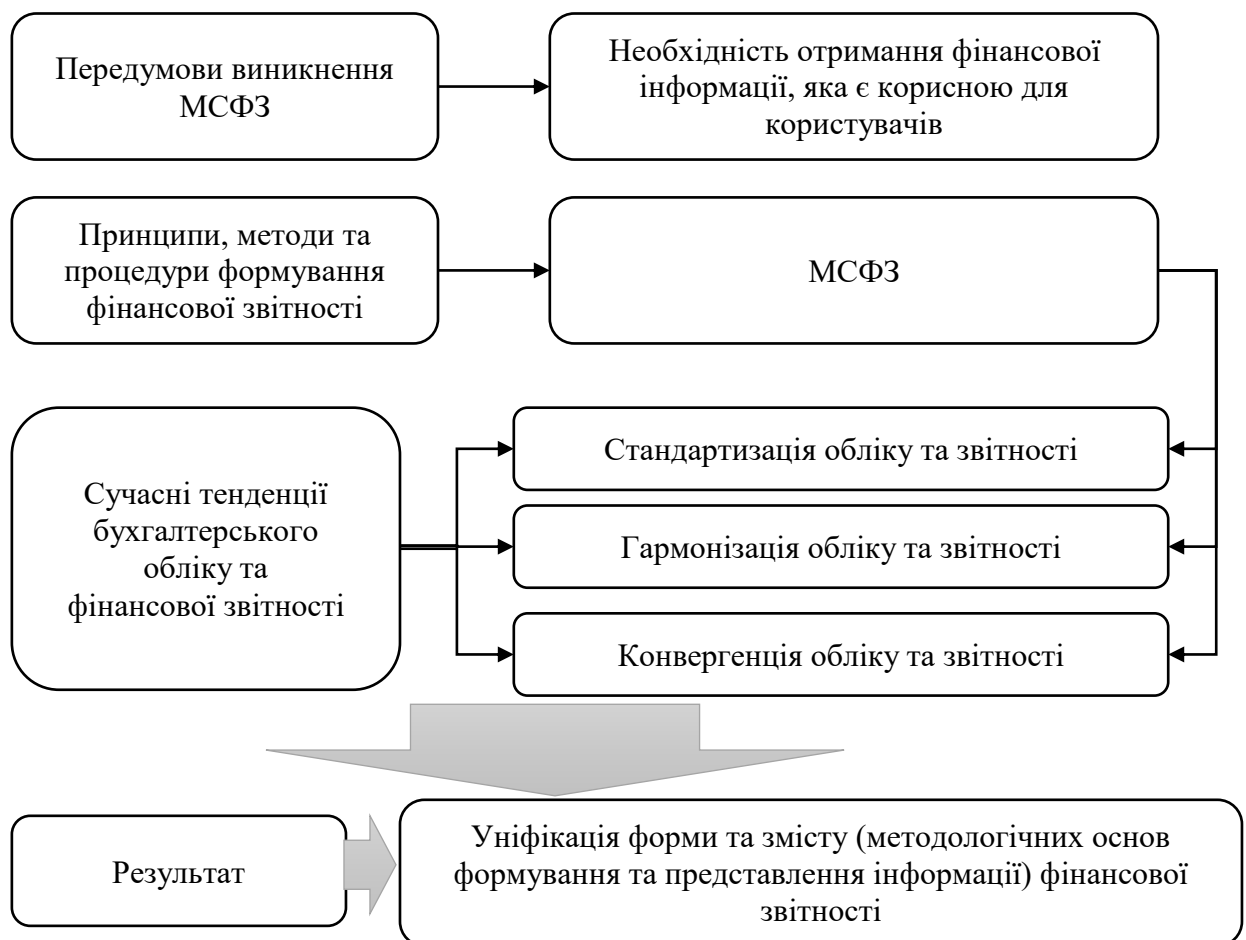 Передумови виникнення
МСФЗ
Необхідність отримання фінансової
інформації, яка є корисною для
користувачів
Принципи, методи та
процедури формування
фінансової звітності
МСФЗ
Сучасні тенденції
бухгалтерського
обліку та
фінансової звітності
Стандартизація обліку та звітності
Гармонізація обліку та звітності
Конвергенція обліку та звітності
Результат
Уніфікація форми та змісту (методологічних основ
формування та представлення інформації) фінансової
звітності